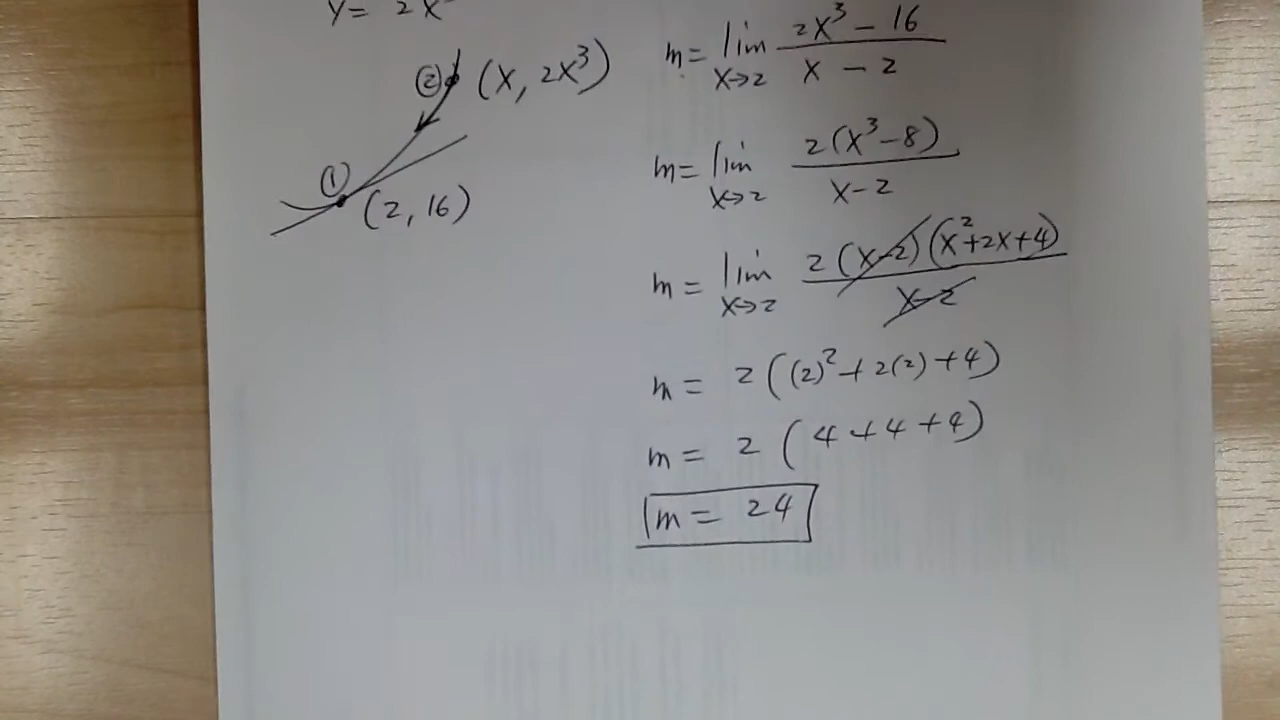 y = 2x
② (x, 2x³)
① (2, 16)
m = lim x→2 (2x³ - 16)/(x - 2)
m = lim x→2 2(x³ - 8)/(x - 2)
m = lim x→2 2(x-2)(x²+2x+4)/(x-2)
m = 2((2)² + 2(2) + 4)
m = 2(4 + 4 + 4)
m = 24